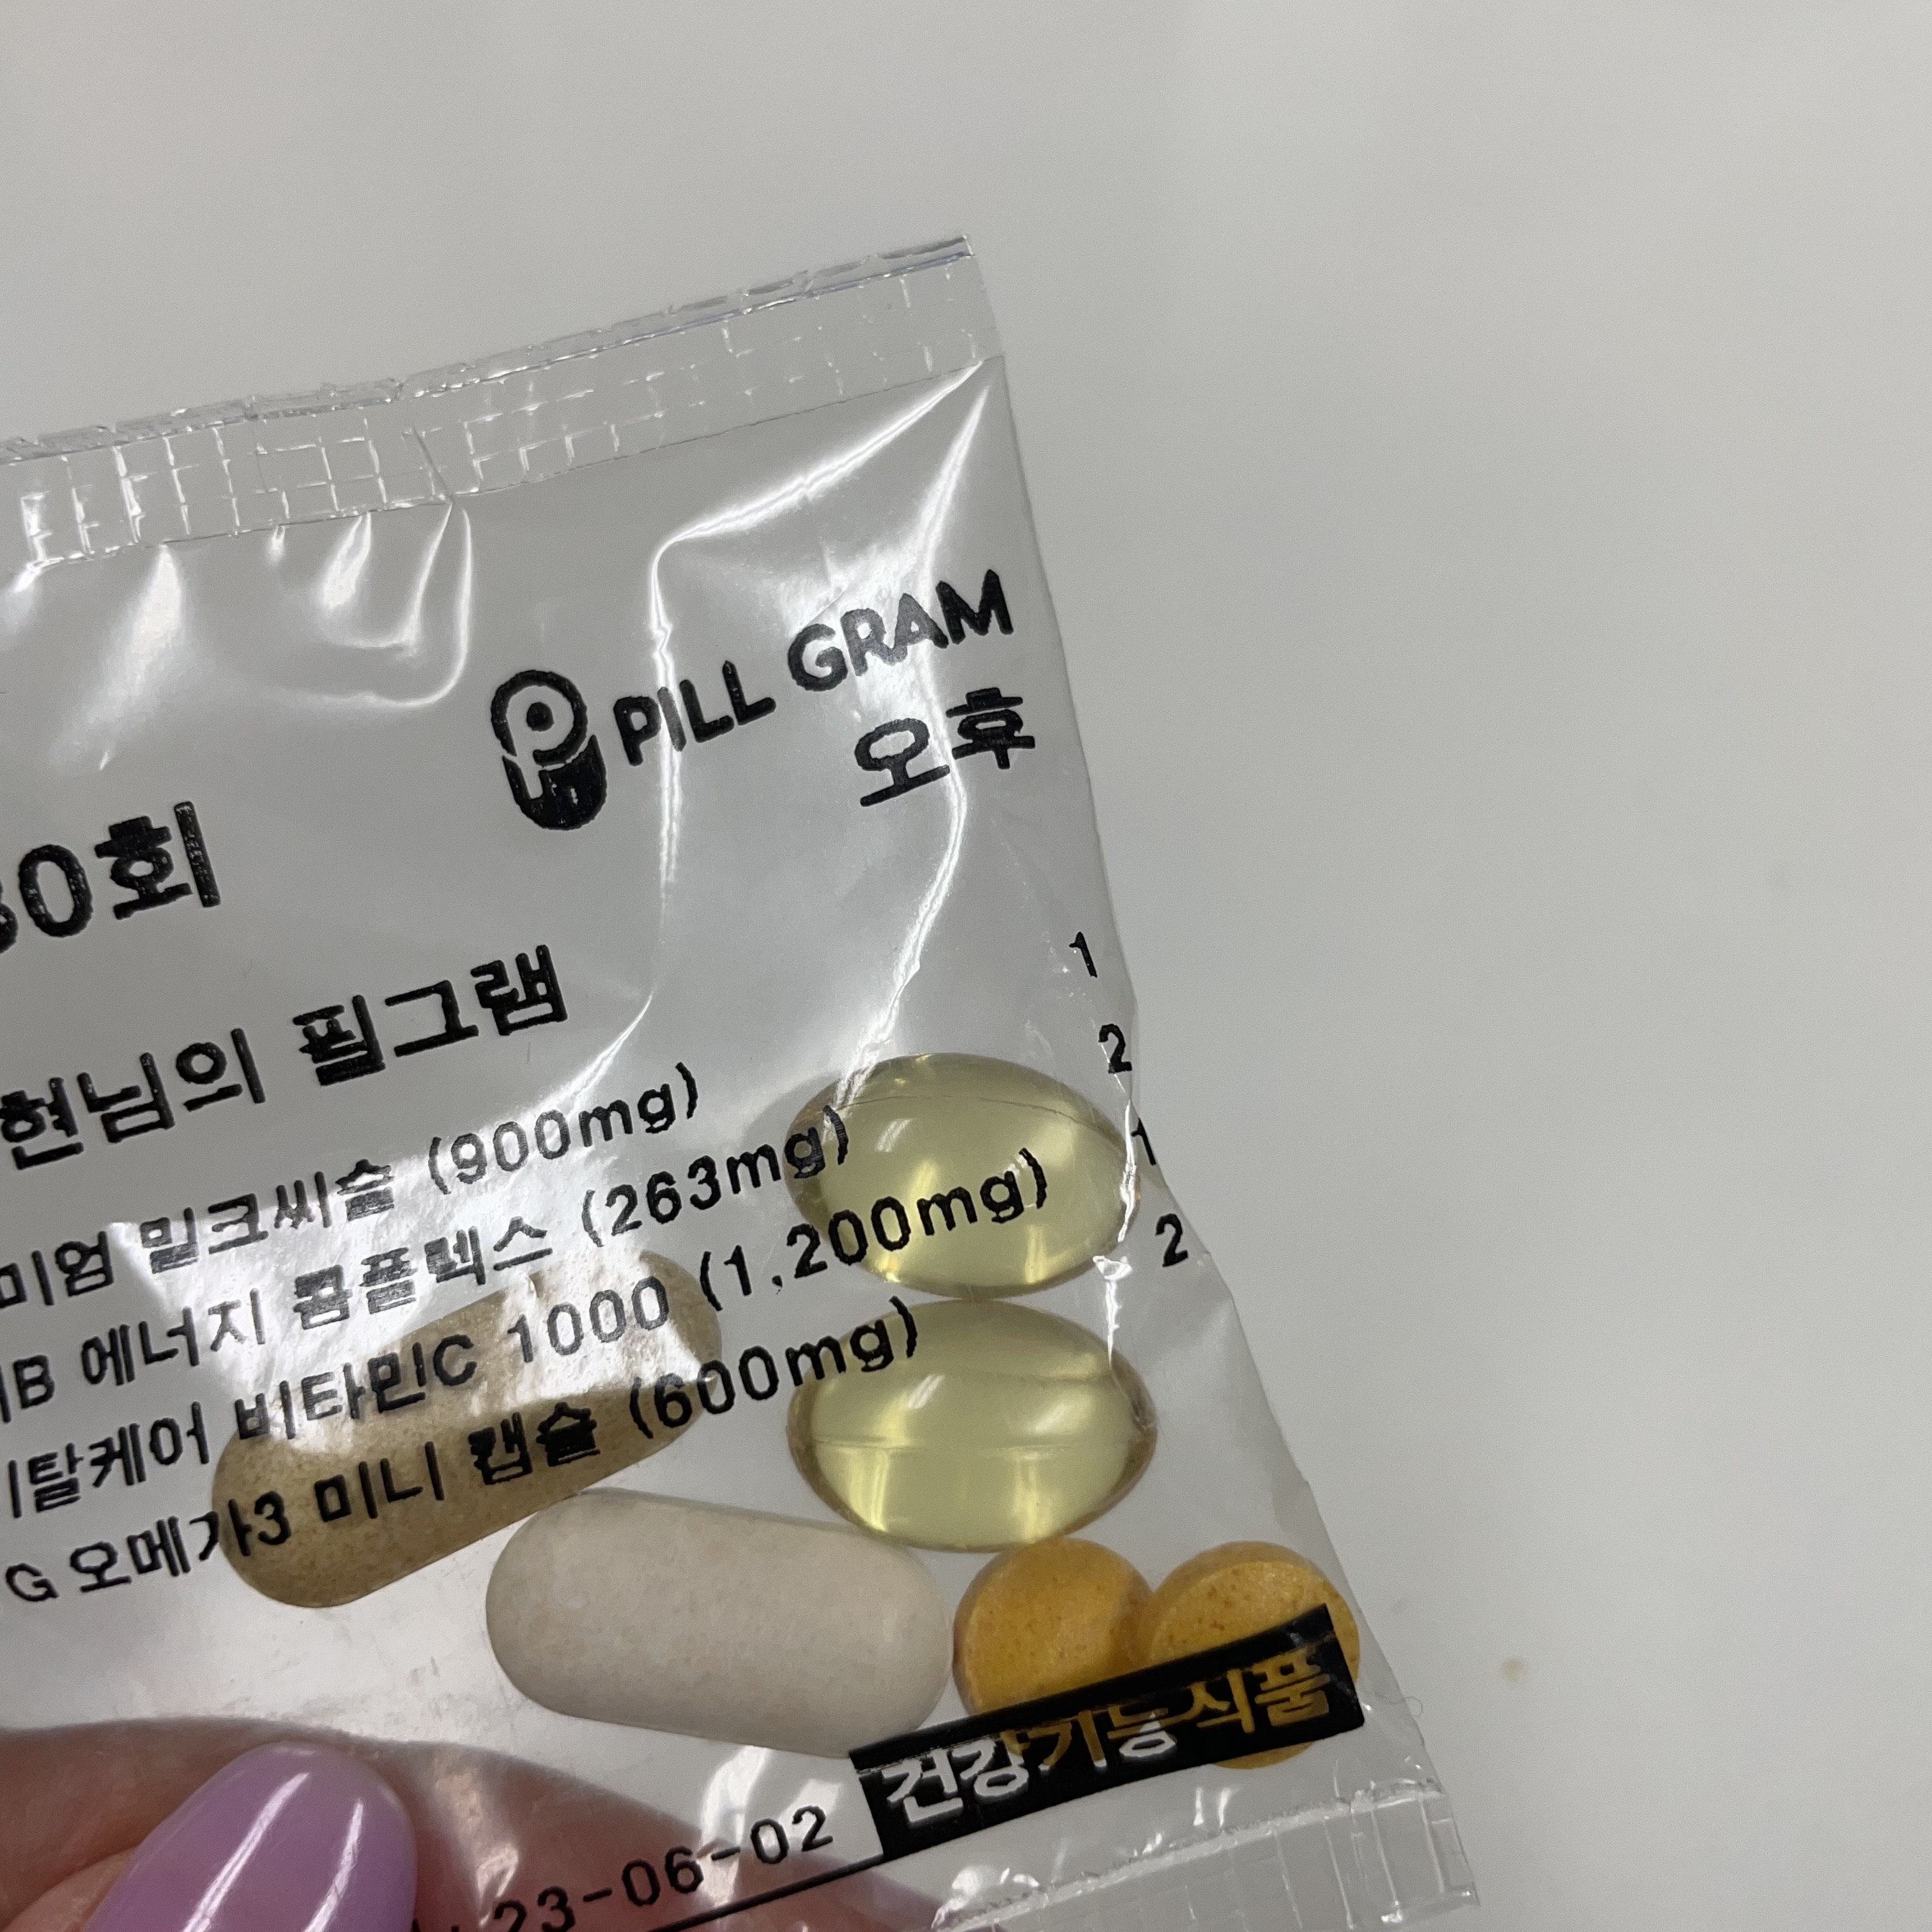 PILL GRAM
오후
30회
현님의 필그램
미엄 밀크씨슬 (900mg) 1
B 에너지 콤플렉스 (263mg) 2
탈케어 비타민C 1000 (1,200mg) 1
G 오메가3 미니 캡슐 (600mg) 2
23-06-02
건강기능식품